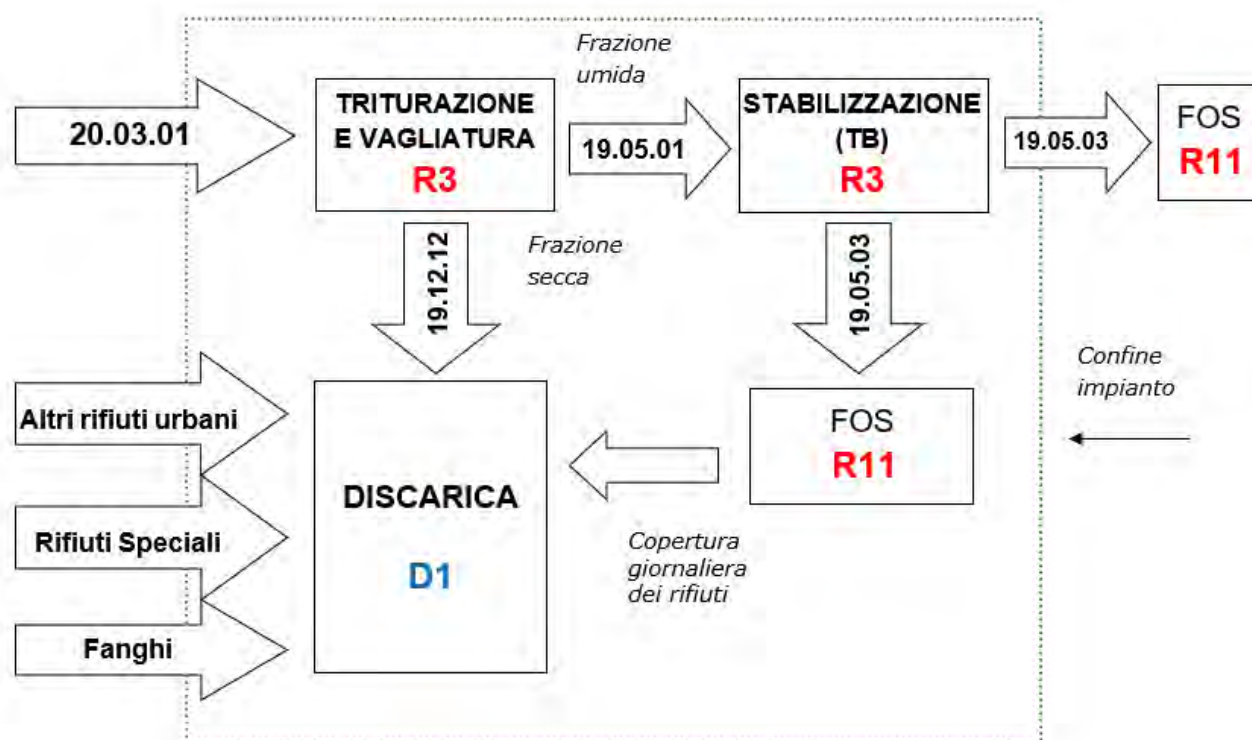 Frazione
umida
20.03.01
TRITURAZIONE
E VAGLIATURA
R3
19.05.01
STABILIZZAZIONE
(TB)
R3
19.05.03
FOS
R11
19.12.12
Frazione
secca
19.05.03
Confine
impianto
Altri rifiuti urbani
Rifiuti Speciali
Fanghi
DISCARICA
D1
FOS
R11
Copertura
giornaliera
dei rifiuti